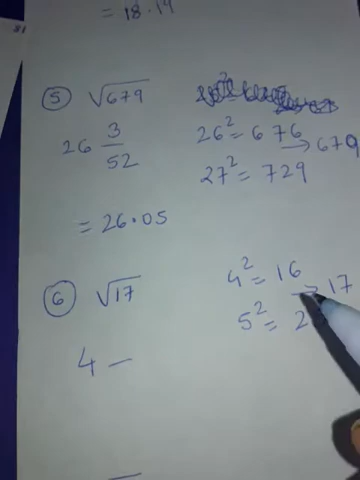 = 18.14
5 √679
26² = 676 → 679
26 3/52
27² = 729
= 26.05
6 √17
4² = 16 → 17
5² = 2
4 —